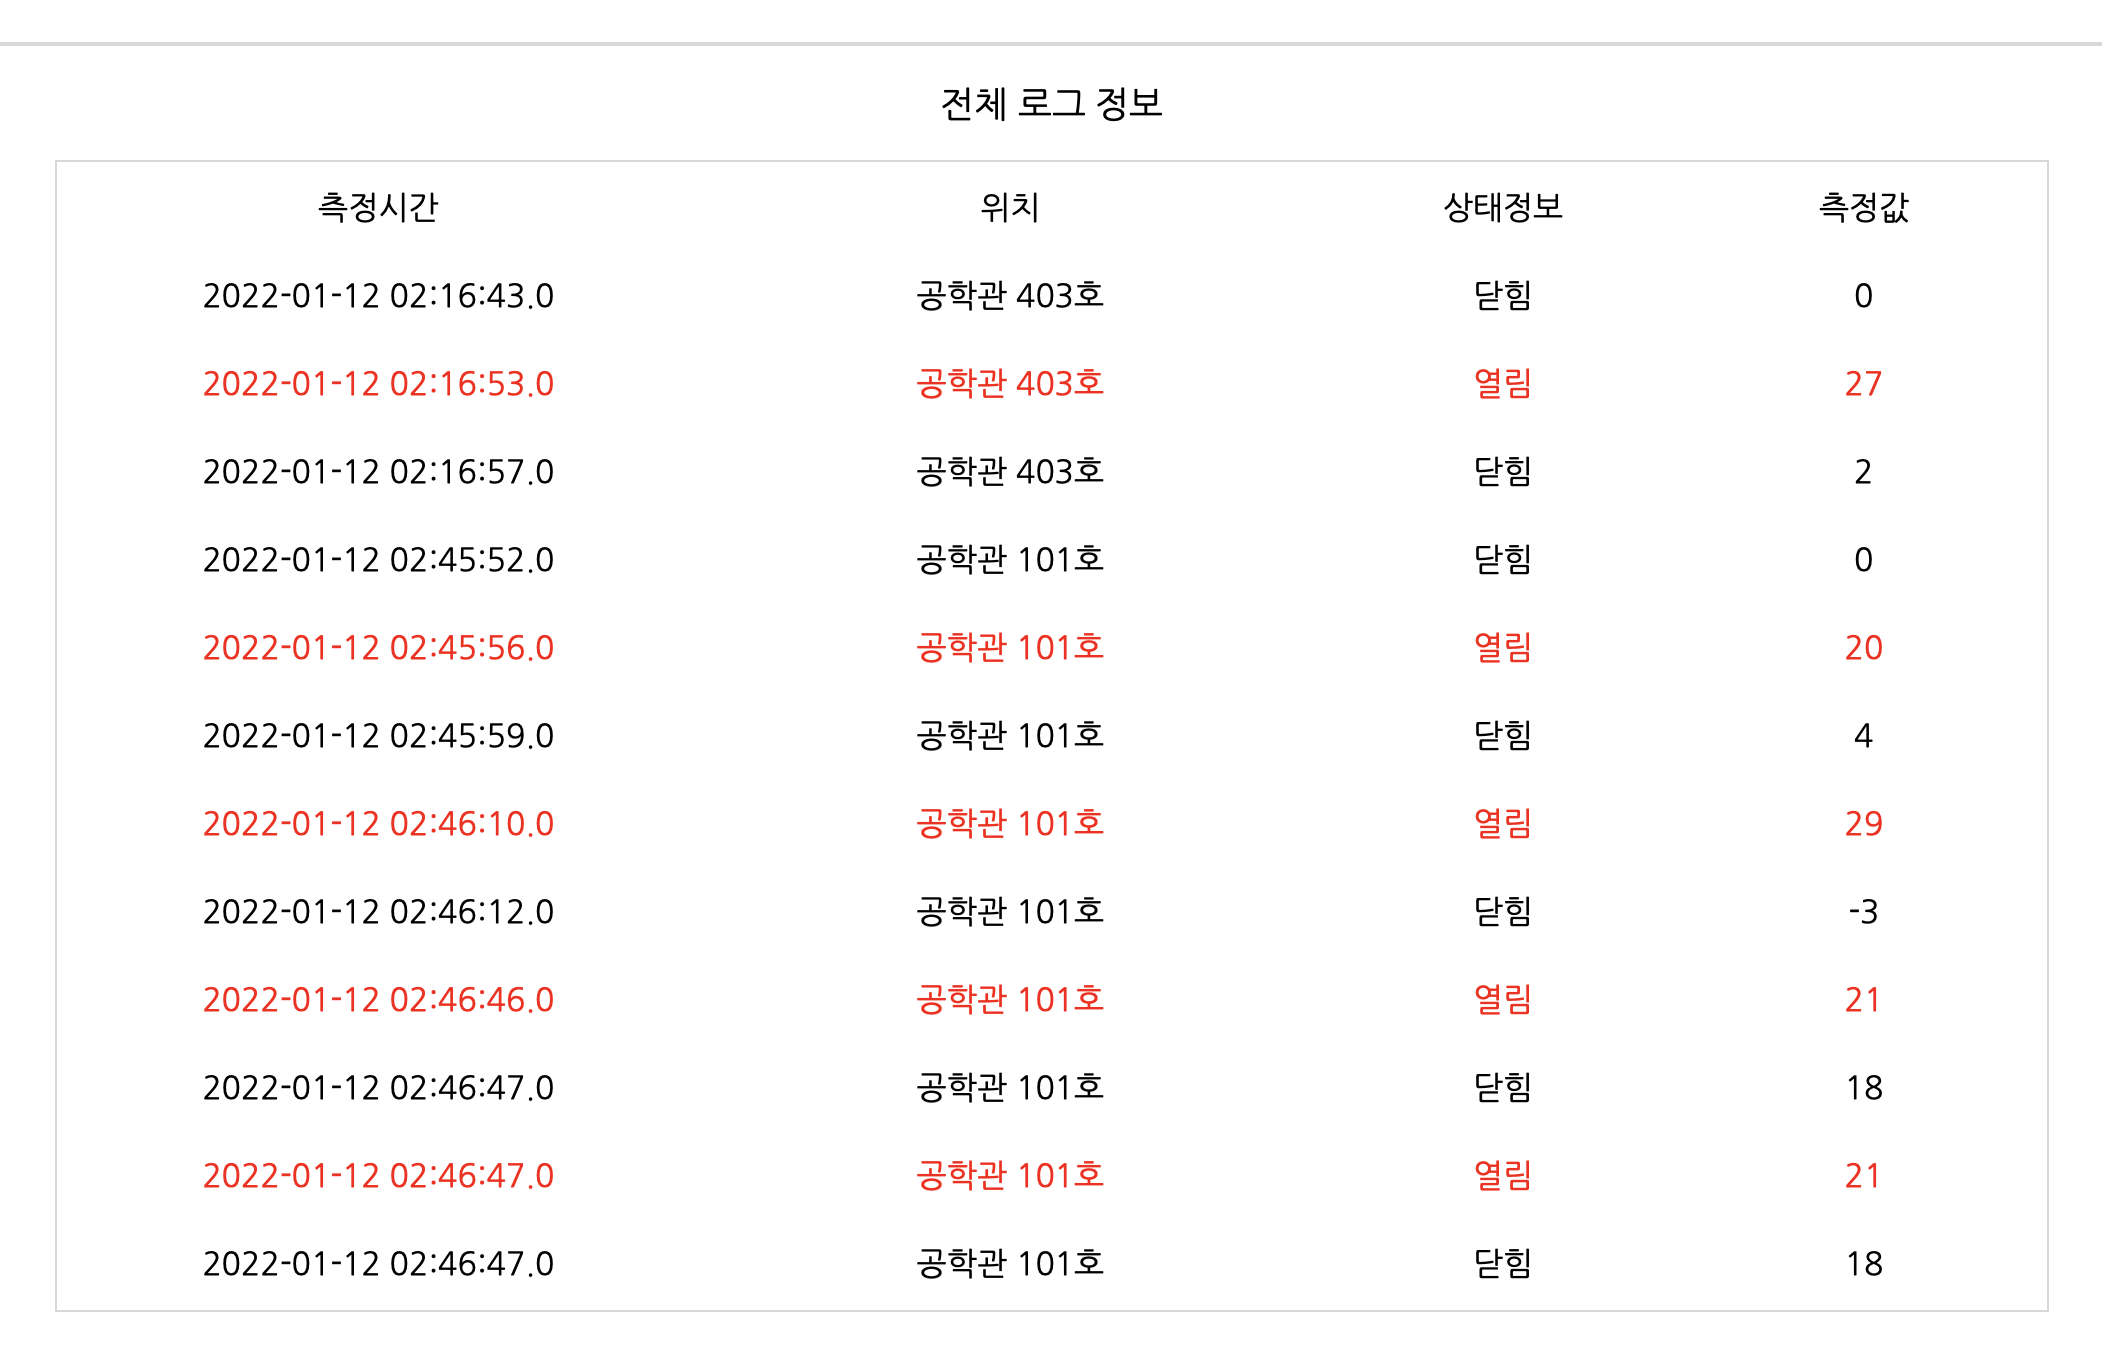 전체 로그 정보
측정시간 위치 상태정보 측정값
2022-01-12 02:16:43.0 공학관 403호 닫힘 0
2022-01-12 02:16:53.0 공학관 403호 열림 27
2022-01-12 02:16:57.0 공학관 403호 닫힘 2
2022-01-12 02:45:52.0 공학관 101호 닫힘 0
2022-01-12 02:45:56.0 공학관 101호 열림 20
2022-01-12 02:45:59.0 공학관 101호 닫힘 4
2022-01-12 02:46:10.0 공학관 101호 열림 29
2022-01-12 02:46:12.0 공학관 101호 닫힘 -3
2022-01-12 02:46:46.0 공학관 101호 열림 21
2022-01-12 02:46:47.0 공학관 101호 닫힘 18
2022-01-12 02:46:47.0 공학관 101호 열림 21
2022-01-12 02:46:47.0 공학관 101호 닫힘 18